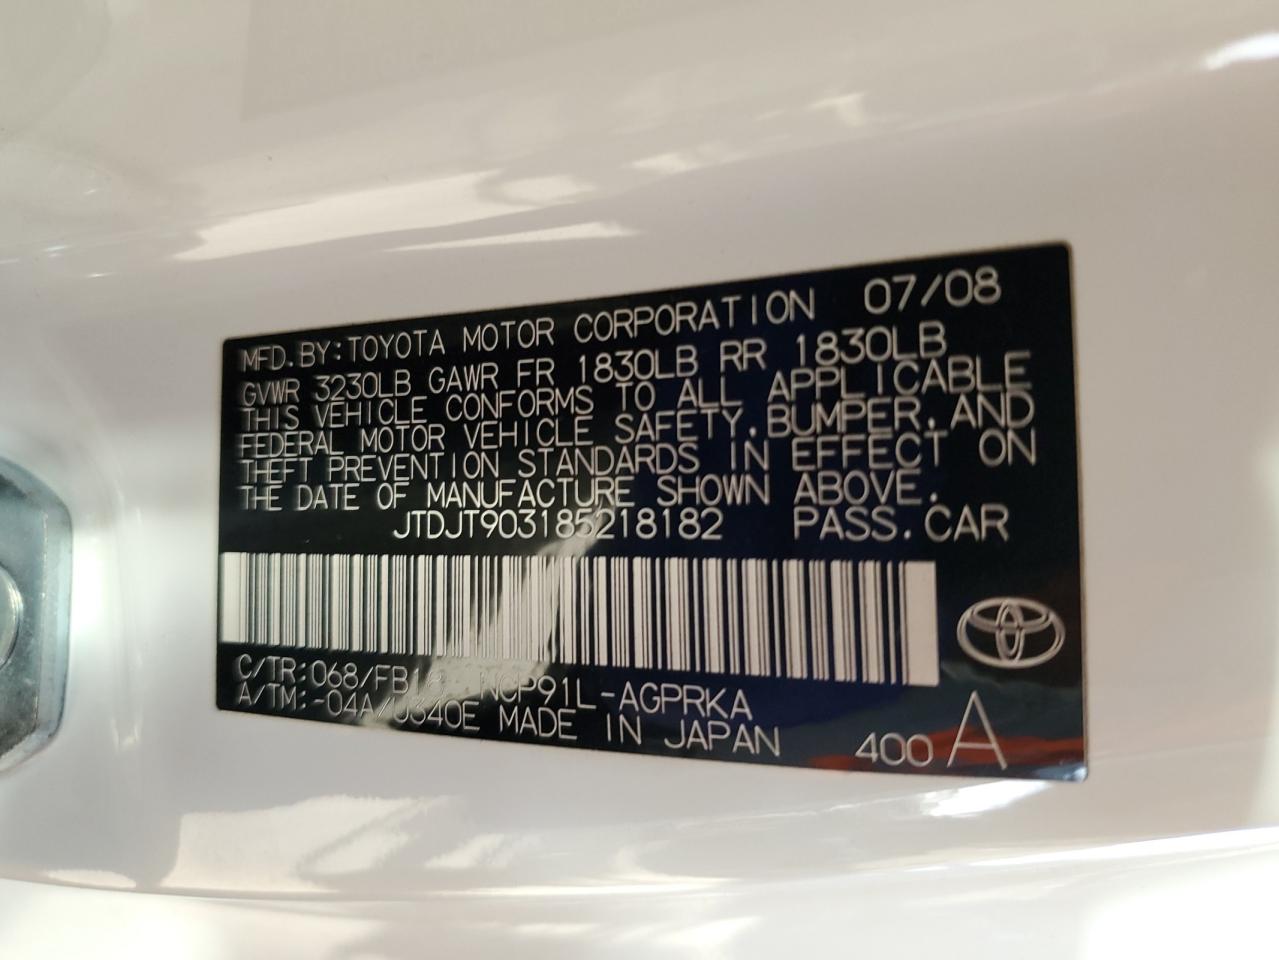 MFD. BY: TOYOTA MOTOR CORPORATION 07/08
GVWR 3230LB GAWR FR 1830LB RR 1830LB
THIS VEHICLE CONFORMS TO ALL APPLICABLE
FEDERAL MOTOR VEHICLE SAFETY, BUMPER, AND
THEFT PREVENTION STANDARDS IN EFFECT ON
THE DATE OF MANUFACTURE SHOWN ABOVE.
JTDJT903185218182 PASS. CAR
C/TR: 068/FB18 NCP91L-AGPRKA
A/TM: -04A/U340E MADE IN JAPAN 400 A